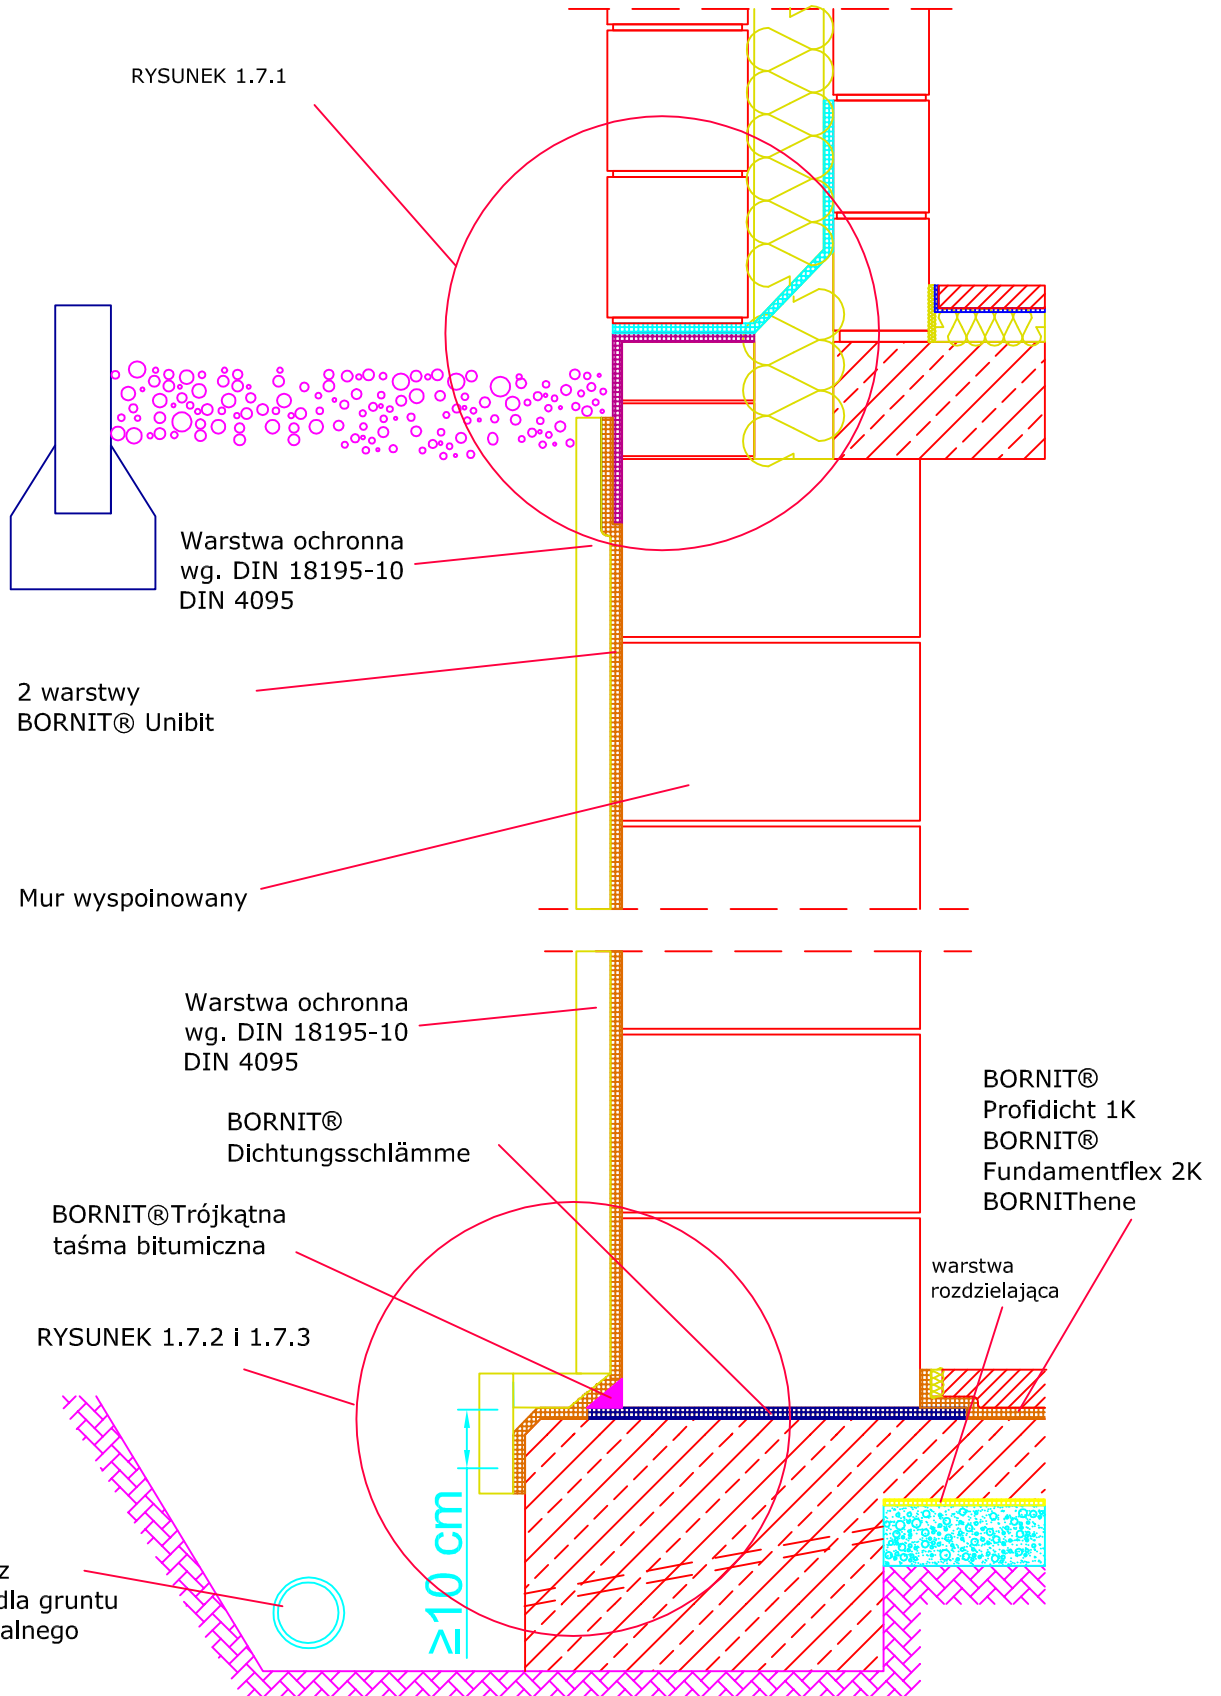 RYSUNEK 1.7.1
Warstwa ochronna
wg. DIN 18195-10
DIN 4095
2 warstwy
BORNIT® Unibit
Mur wyspoinowany
Warstwa ochronna
wg. DIN 18195-10
DIN 4095
BORNIT®
Dichtungsschlämme
BORNIT®
Profidicht 1K
BORNIT®
Fundamentflex 2K
BORNIThene
BORNIT®Trójkątna
taśma bitumiczna
warstwa
rozdzielająca
RYSUNEK 1.7.2 i 1.7.3
≥10 cm
z
dla gruntu
alnego